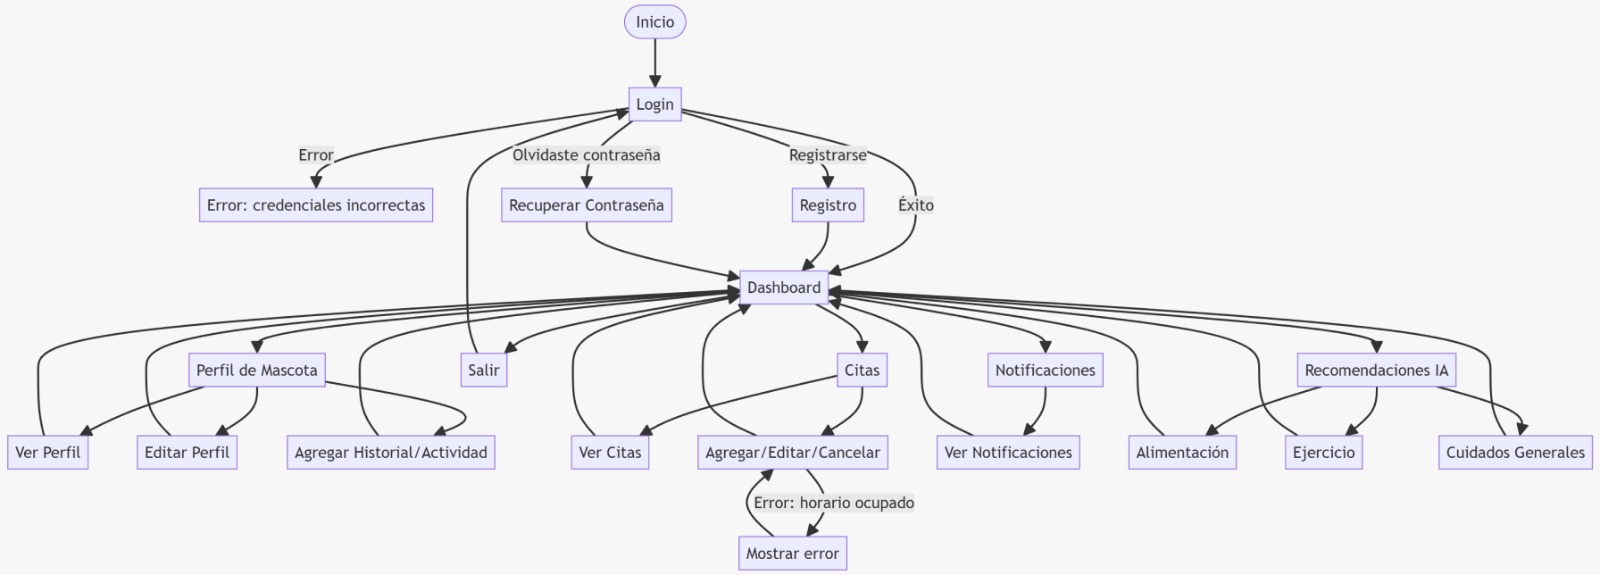 Inicio
Login
Error
Olvidaste contraseña
Registrarse
Error: credenciales incorrectas
Recuperar Contraseña
Registro
Éxito
Dashboard
Perfil de Mascota
Salir
Citas
Notificaciones
Recomendaciones IA
Ver Perfil
Editar Perfil
Agregar Historial/Actividad
Ver Citas
Agregar/Editar/Cancelar
Ver Notificaciones
Alimentación
Ejercicio
Cuidados Generales
Error: horario ocupado
Mostrar error